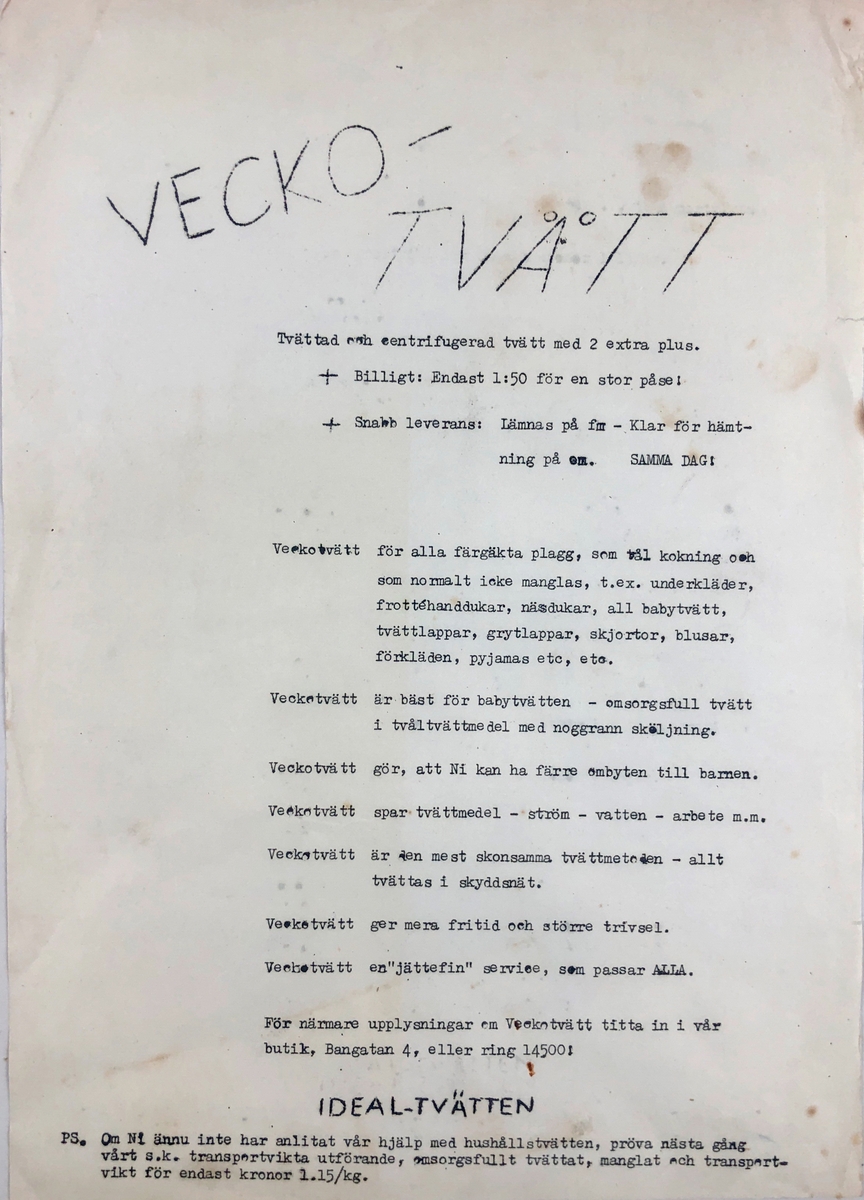 VECKO-
TVÄTT
Tvättad och centrifugerad tvätt med 2 extra plus.
+ Billigt: Endast 1:50 för en stor påse!
+ Snabb leverans: Lämnas på fm - Klar för hämt-
ning på em. SAMMA DAG!
Veckotvätt för alla färgäkta plagg, som tål kokning och
som normalt icke manglas, t.ex. underkläder,
frottéhanddukar, näsdukar, all babytvätt,
tvättlappar, grytlappar, skjortor, blusar,
förkläden, pyjamas etc, etc.
Veckotvätt är bäst för babytvätten - omsorgsfull tvätt
i tvåltvättmedel med noggrann sköljning.
Veckotvätt gör, att Ni kan ha färre ombyten till barnen.
Veckotvätt spar tvättmedel - ström - vatten - arbete m.m.
Veckotvätt är den mest skonsamma tvättmetoden - allt
tvättas i skyddsnät.
Veckotvätt ger mera fritid och större trivsel.
Veckotvätt en"jättefin" service, som passar ALLA.
För närmare upplysningar om Veckotvätt titta in i vår
butik, Bangatan 4, eller ring 14500!
IDEAL-TVÄTTEN
PS. Om Ni ännu inte har anlitat vår hjälp med hushållstvätten, pröva nästa gång
vårt s.k. transportvikta utförande, omsorgsfullt tvättat, manglat och transport-
vikt för endast kronor 1.15/kg.